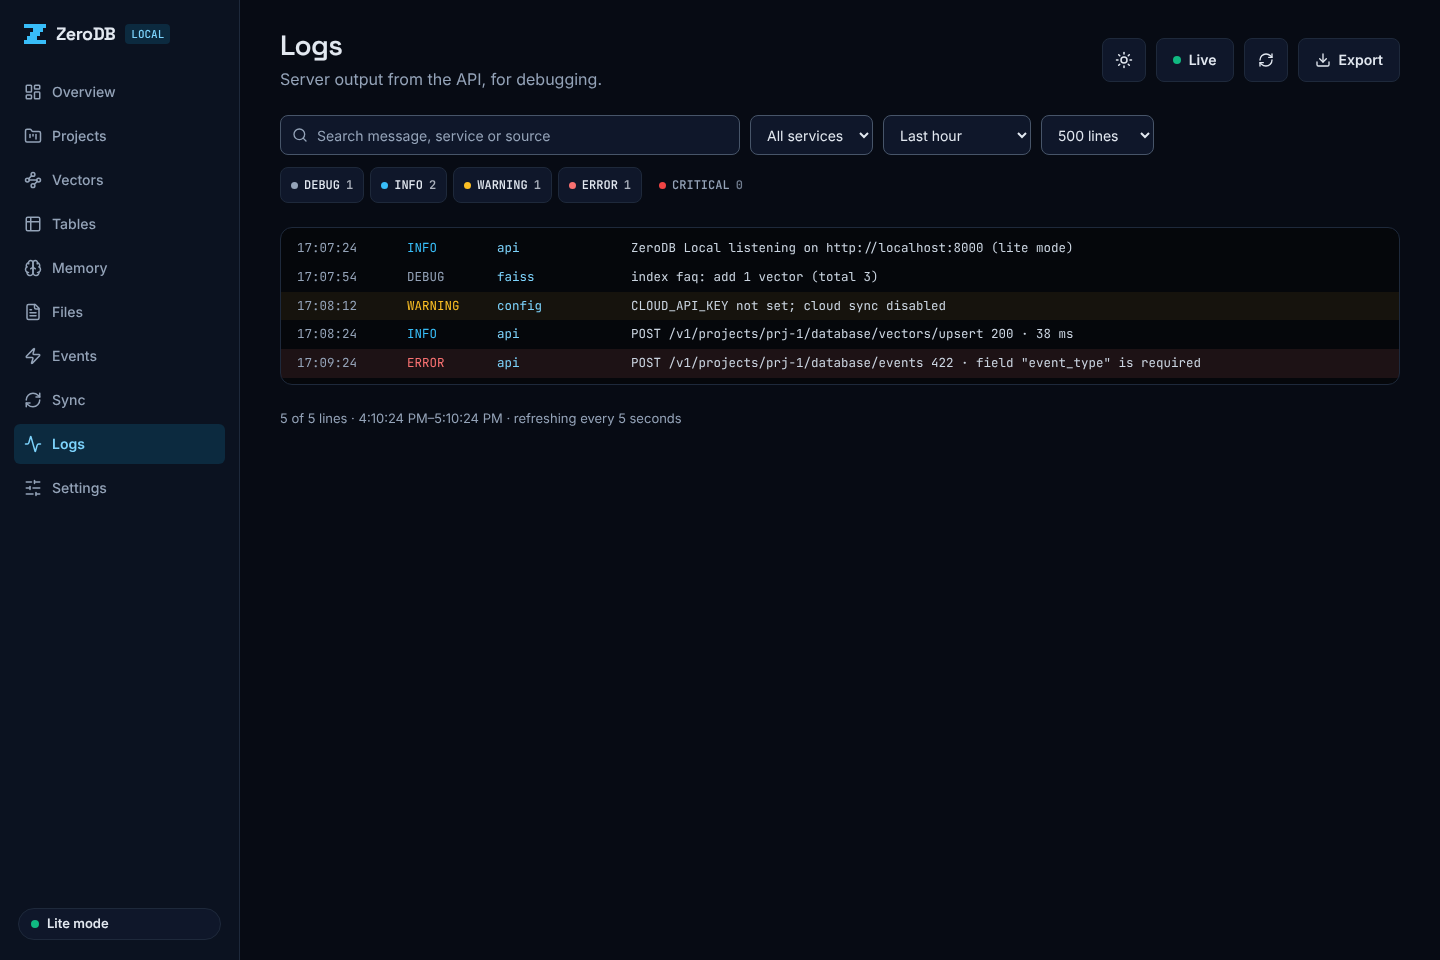 ZeroDB LOCAL
Overview
Projects
Vectors
Tables
Memory
Files
Events
Sync
Logs
Settings
Lite mode
Logs
Server output from the API, for debugging.
Live
Export
Search message, service or source
All services
Last hour
500 lines
DEBUG 1
INFO 2
WARNING 1
ERROR 1
CRITICAL 0
17:07:24 INFO api ZeroDB Local listening on http://localhost:8000 (lite mode)
17:07:54 DEBUG faiss index faq: add 1 vector (total 3)
17:08:12 WARNING config CLOUD_API_KEY not set; cloud sync disabled
17:08:24 INFO api POST /v1/projects/prj-1/database/vectors/upsert 200 · 38 ms
17:09:24 ERROR api POST /v1/projects/prj-1/database/events 422 · field "event_type" is required
5 of 5 lines · 4:10:24 PM–5:10:24 PM · refreshing every 5 seconds